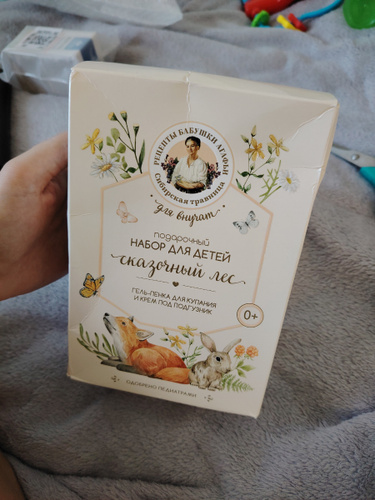 РЕЦЕПТЫ БАБУШКИ АГАФЬИ
Сибирская травница
для внучат
подарочный
НАБОР ДЛЯ ДЕТЕЙ
сказочный лес
ГЕЛЬ-ПЕНКА ДЛЯ КУПАНИЯ
И КРЕМ ПОД ПОДГУЗНИК
0+
ОДОБРЕНО ПЕДИАТРАМИ